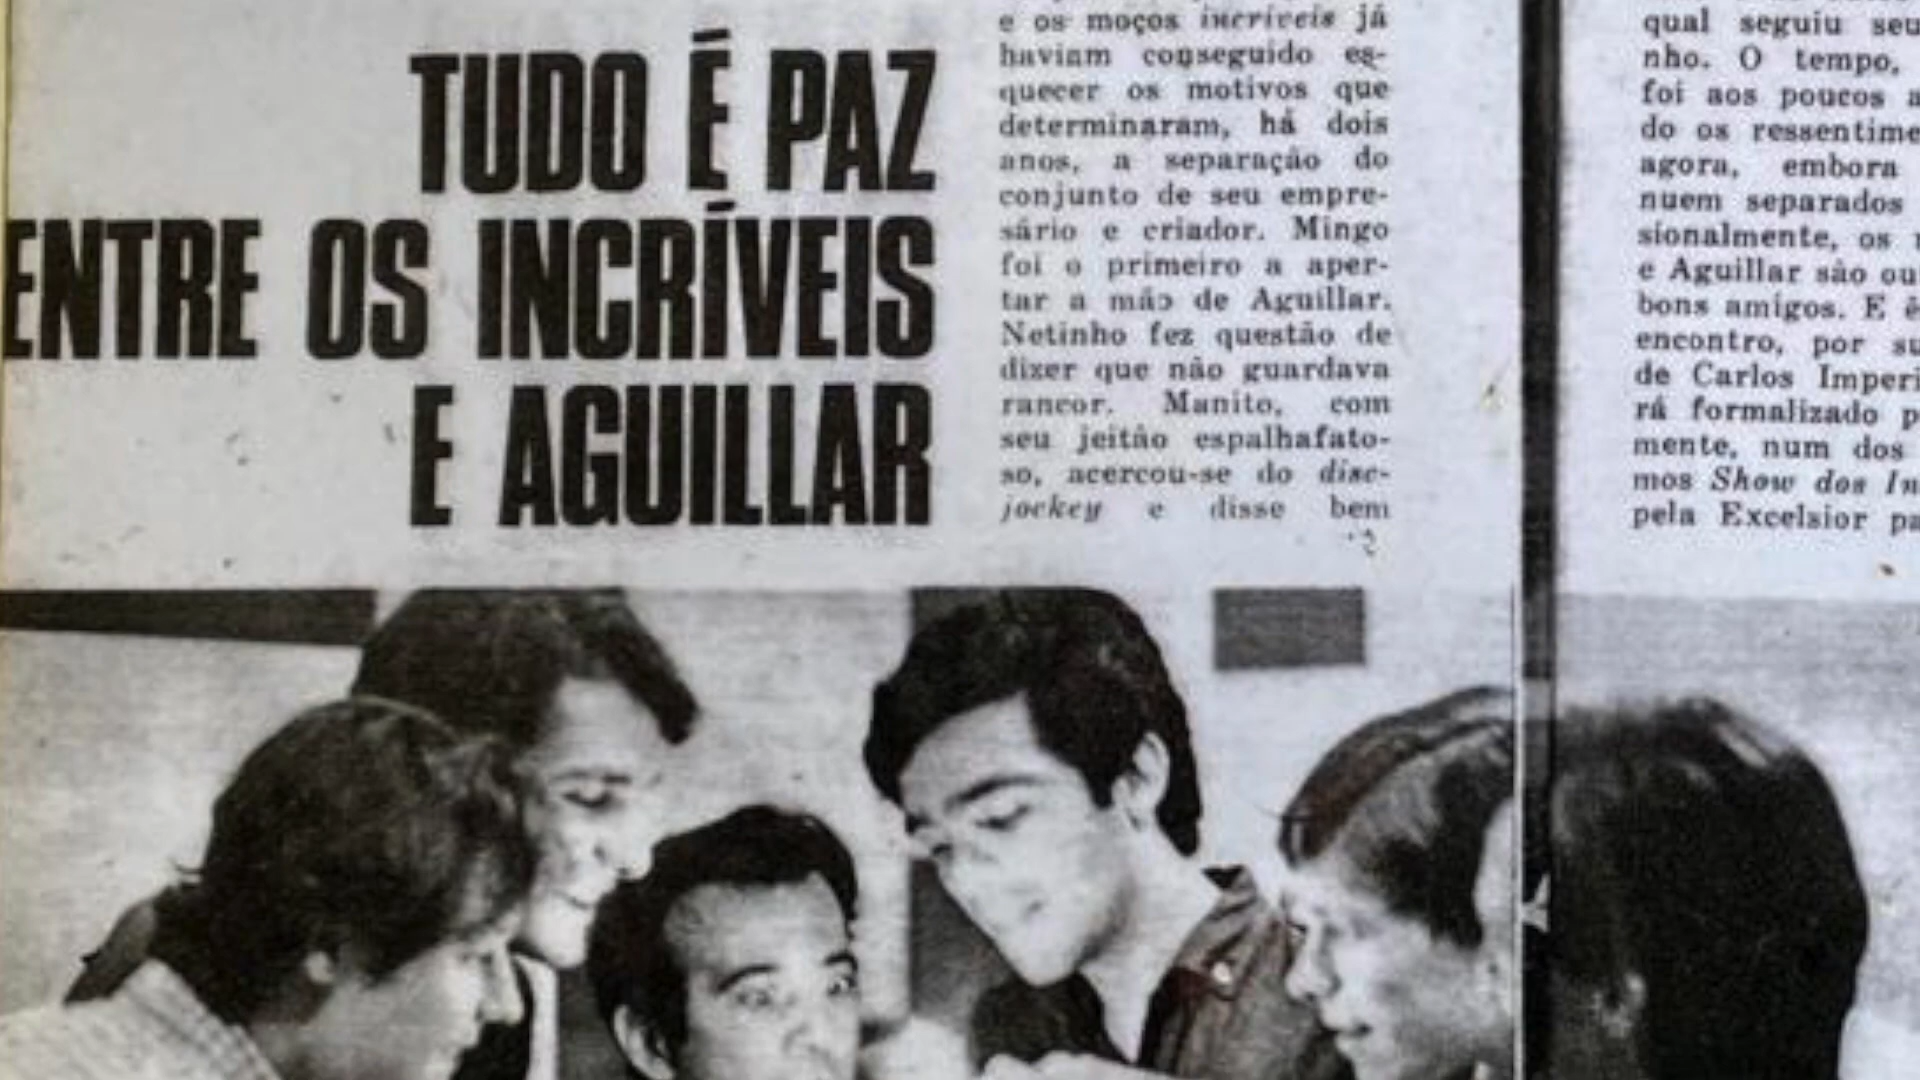 TUDO É PAZ
ENTRE OS INCRÍVEIS
E AGUILLAR
e os moços incríveis já
haviam conseguido es-
quecer os motivos que
determinaram, há dois
anos, a separação do
conjunto de seu empre-
sário e criador. Mingo
foi o primeiro a aper-
tar a mão de Aguillar.
Netinho fez questão de
dizer que não guardava
rancor. Manito, com
seu jeitão espalhafato-
so, acercou-se do disc-
jockey e disse bem
qual seguiu seu
nho. O tempo,
foi aos poucos a
do os ressentime
agora, embora
nuem separados
sionalmente, os
e Aguillar são ou
bons amigos. E ê
encontro, por su
de Carlos Imperi
rá formalizado p
mente, num dos
mos Show dos In
pela Excelsior pa